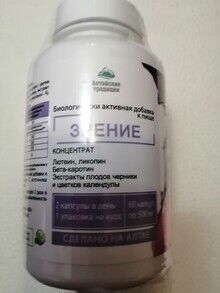 Алтайские
традиции
Биологически активная добавка
к пище
ЗРЕНИЕ
КОНЦЕНТРАТ
Лютеин, ликопин
Бета-каротин
Экстракты плодов черники
и цветков календулы
2 капсулы в день
1 упаковка на курс
60 капсул
по 500 мг
СДЕЛАНО НА АЛТАЕ